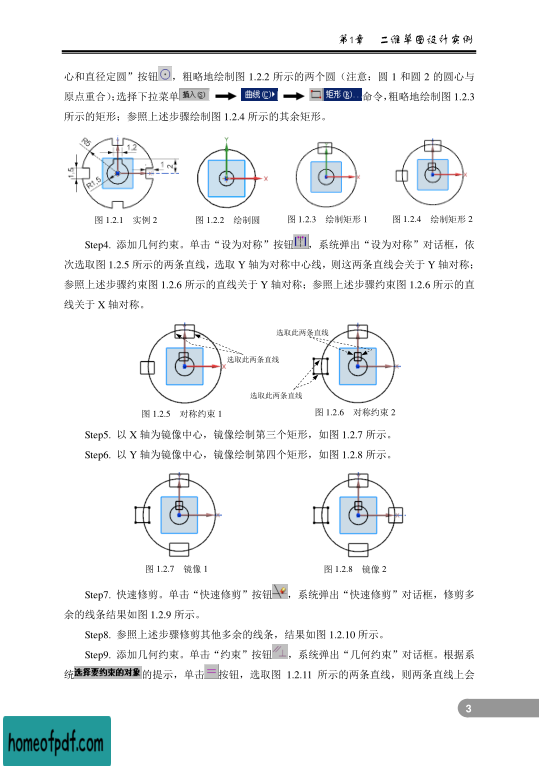 第1章 二维草图设计实例
心和直径定圆”按钮，粗略地绘制图 1.2.2 所示的两个圆（注意：圆 1 和圆 2 的圆心与
原点重合）；选择下拉菜单插入(S) 曲线(C) 矩形(R)...命令，粗略地绘制图 1.2.3
所示的矩形；参照上述步骤绘制图 1.2.4 所示的其余矩形。
1.2
1.5
R1.5
1
2
Y
X
Y
X
图 1.2.1 实例 2
图 1.2.2 绘制圆
图 1.2.3 绘制矩形 1
图 1.2.4 绘制矩形 2
Step4. 添加几何约束。单击“设为对称”按钮，系统弹出“设为对称”对话框，依
次选取图 1.2.5 所示的两条直线，选取 Y 轴为对称中心线，则这两条直线会关于 Y 轴对称；
参照上述步骤约束图 1.2.6 所示的直线关于 Y 轴对称；参照上述步骤约束图 1.2.6 所示的直
线关于 X 轴对称。
选取此两条直线
选取此两条直线
选取此两条直线
X
图 1.2.5 对称约束 1
图 1.2.6 对称约束 2
Step5. 以 X 轴为镜像中心，镜像绘制第三个矩形，如图 1.2.7 所示。
Step6. 以 Y 轴为镜像中心，镜像绘制第四个矩形，如图 1.2.8 所示。
图 1.2.7 镜像 1
图 1.2.8 镜像 2
Step7. 快速修剪。单击“快速修剪”按钮，系统弹出“快速修剪”对话框，修剪多
余的线条结果如图 1.2.9 所示。
Step8. 参照上述步骤修剪其他多余的线条，结果如图 1.2.10 所示。
Step9. 添加几何约束。单击“约束”按钮，系统弹出“几何约束”对话框。根据系
统选择要约束的对象的提示，单击按钮，选取图 1.2.11 所示的两条直线，则两条直线上会
3
homeofpdf.com